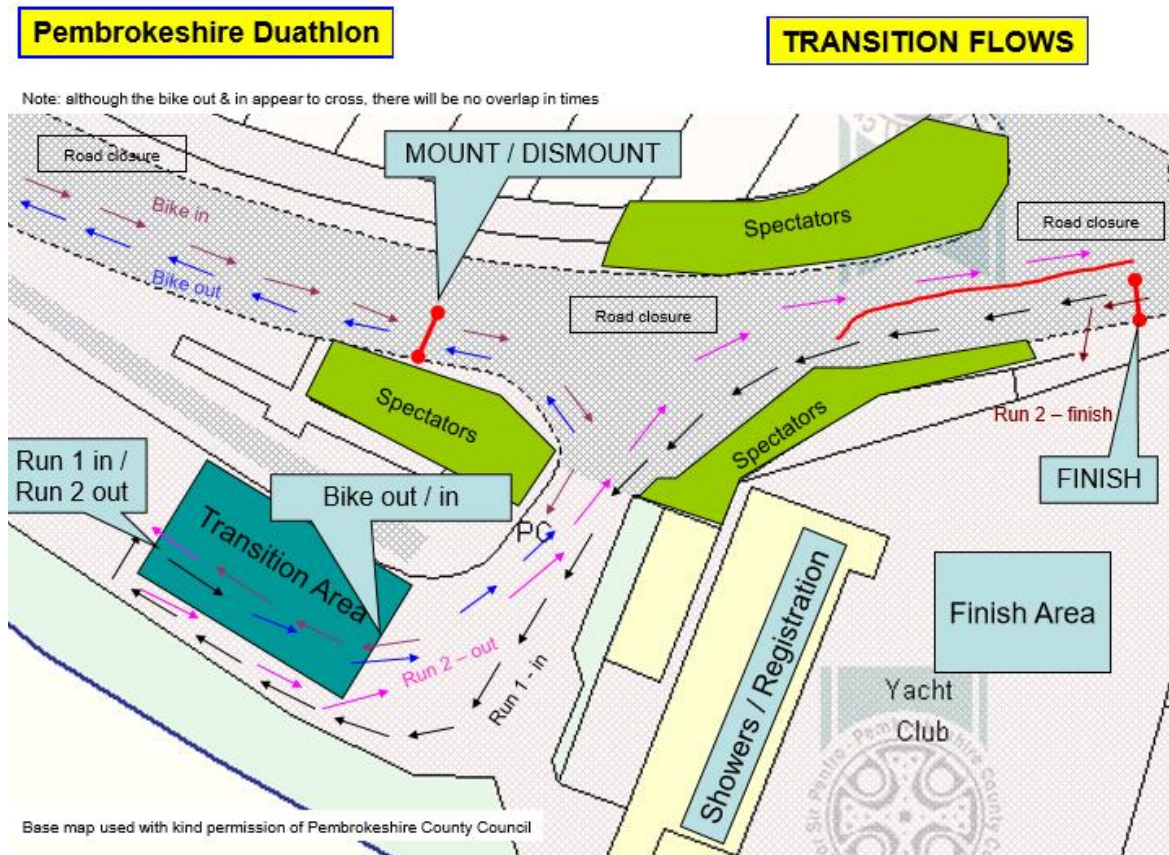 Pembrokeshire Duathlon
TRANSITION FLOWS
Note: although the bike out & in appear to cross, there will be no overlap in times
Road closure
MOUNT / DISMOUNT
Spectators
Road closure
Bike in
Bike out
Road closure
Spectators
Spectators
Run 2 – finish
FINISH
Run 1 in /
Run 2 out
Bike out / in
PC
Transition Area
Showers / Registration
Finish Area
Run 2 – out
Run 1 - in
Yacht
Club
Base map used with kind permission of Pembrokeshire County Council